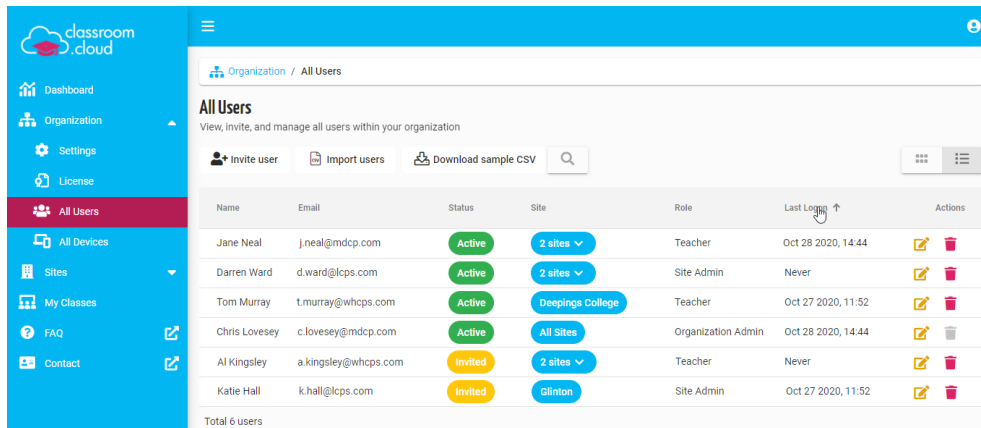 classroom
.cloud
Dashboard
Organization
Settings
License
All Users
All Devices
Sites
My Classes
FAQ
Contact
Organization / All Users
All Users
View, invite, and manage all users within your organization
Invite user
CSV Import users
Download sample CSV
Name Email Status Site Role Last Logon Actions
Jane Neal j.neal@mdcp.com Active 2 sites Teacher Oct 28 2020, 14:44
Darren Ward d.ward@lcps.com Active 2 sites Site Admin Never
Tom Murray t.murray@whcps.com Active Deepings College Teacher Oct 27 2020, 11:52
Chris Lovesey c.lovesey@mdcp.com Active All Sites Organization Admin Oct 28 2020, 14:44
Al Kingsley a.kingsley@whcps.com Invited 2 sites Teacher Never
Katie Hall k.hall@lcps.com Invited Glinton Site Admin Oct 27 2020, 11:52
Total 6 users